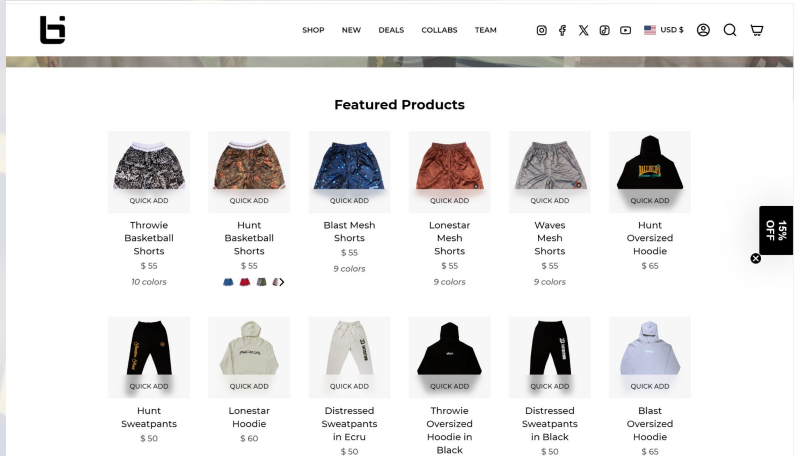 SHOP NEW DEALS COLLABS TEAM USD $
Featured Products
QUICK ADD QUICK ADD QUICK ADD QUICK ADD QUICK ADD QUICK ADD
Throwie
Basketball
Shorts
$ 55
10 colors
Hunt
Basketball
Shorts
$ 55
Blast Mesh
Shorts
$ 55
9 colors
Lonestar
Mesh
Shorts
$ 55
9 colors
Waves
Mesh
Shorts
$ 55
9 colors
Hunt
Oversized
Hoodie
$ 65
15%
OFF
QUICK ADD QUICK ADD QUICK ADD QUICK ADD QUICK ADD QUICK ADD
Hunt
Sweatpants
$ 50
Lonestar
Hoodie
$ 60
Distressed
Sweatpants
in Ecru
$ 50
Throwie
Oversized
Hoodie in
Black
Distressed
Sweatpants
in Black
$ 50
Blast
Oversized
Hoodie
$ 65